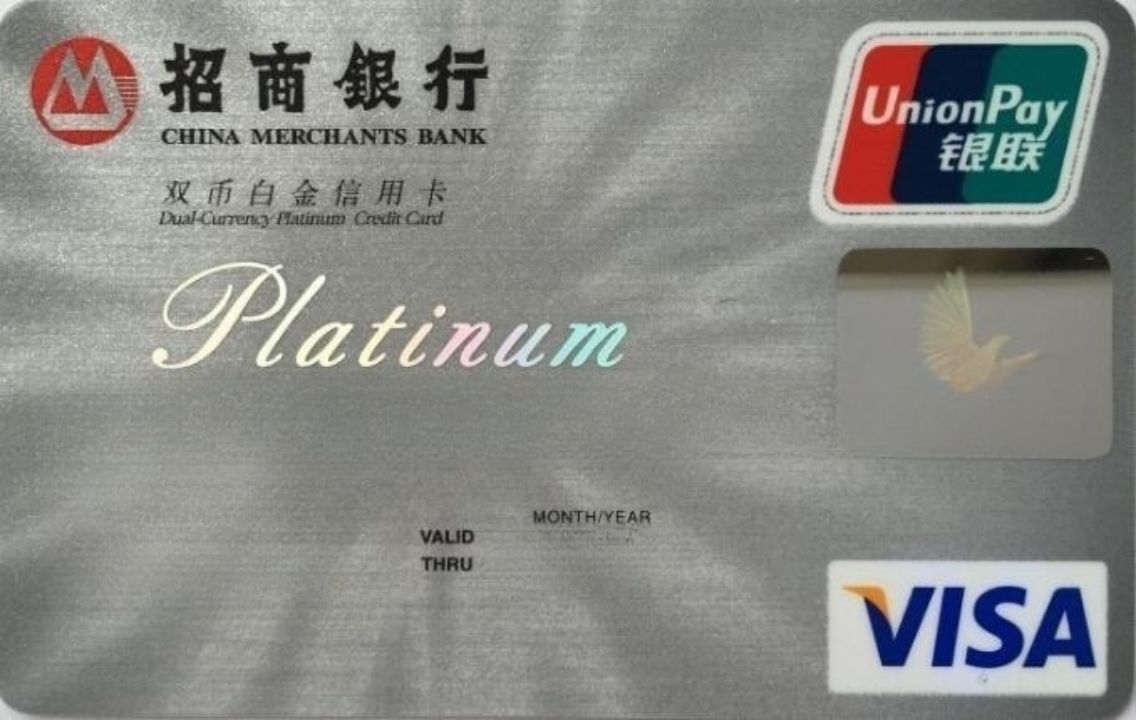 招商銀行
CHINA MERCHANTS BANK
双币白金信用卡
Dual-Currency Platinum Credit Card
UnionPay
银联
Platinum
MONTH/YEAR
VALID
THRU
VISA